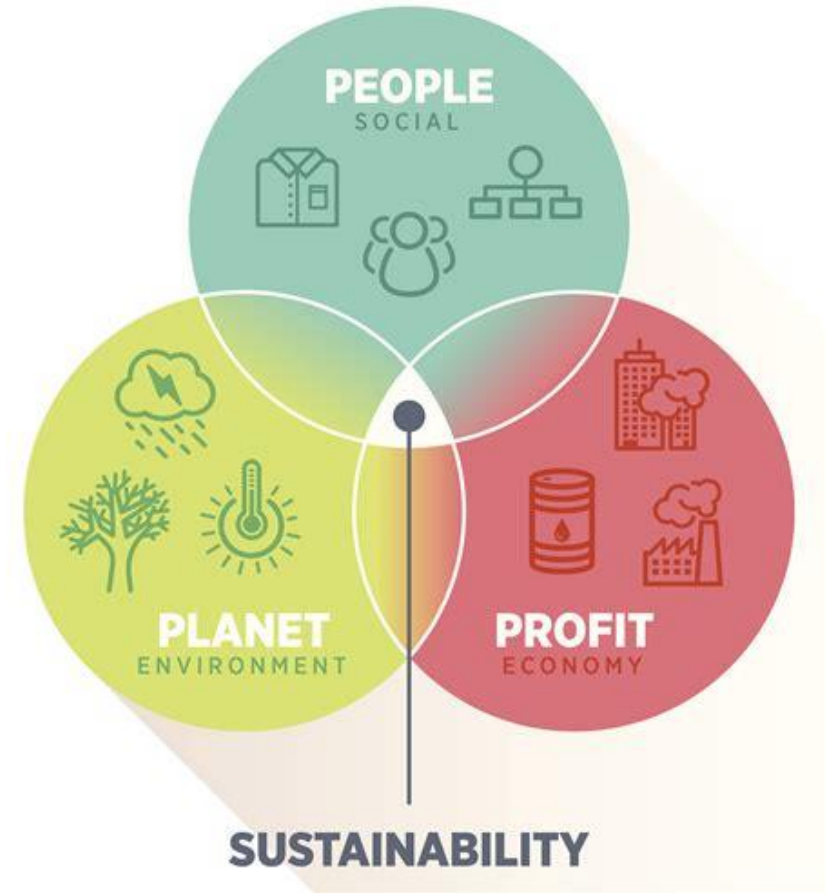 PEOPLE
SOCIAL
PLANET
ENVIRONMENT
PROFIT
ECONOMY
SUSTAINABILITY